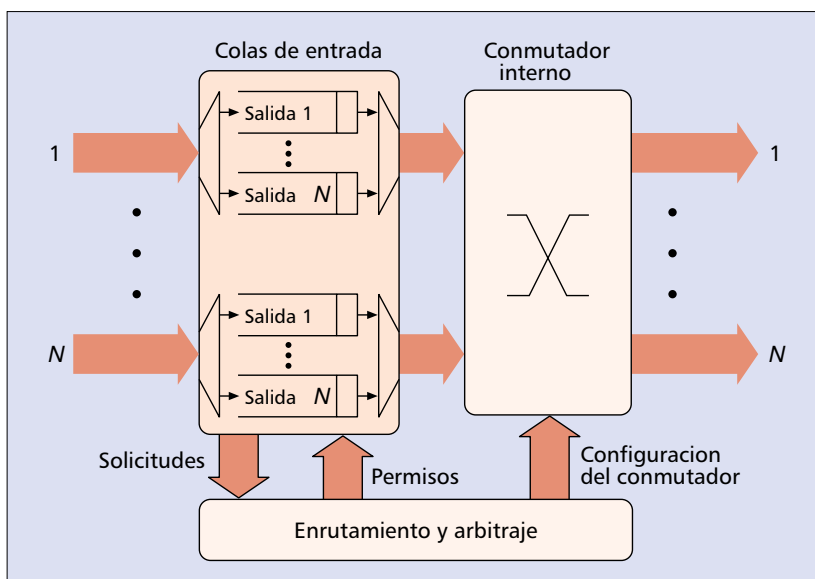 Colas de entrada
Conmutador
interno
Salida 1
Salida N
1
1
Salida 1
Salida N
N
N
Solicitudes
Permisos
Configuracion
del conmutador
Enrutamiento y arbitraje